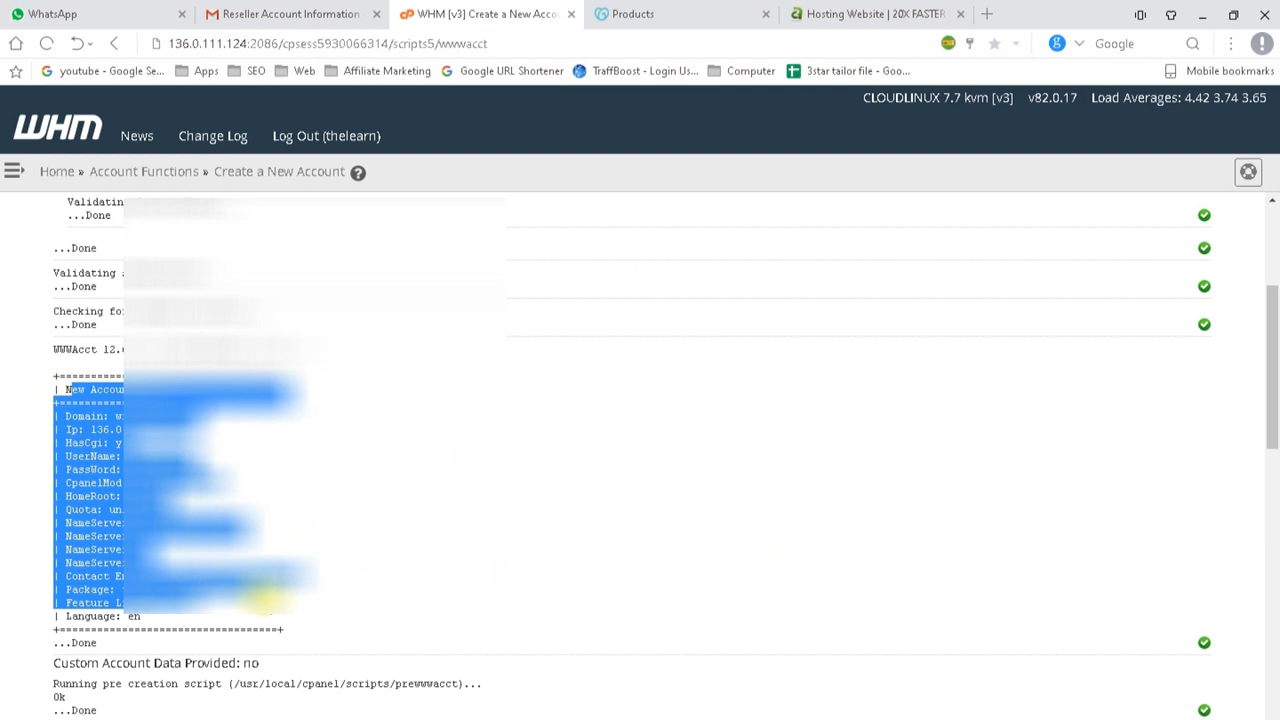 WhatsApp
Reseller Account Information
WHM [v3] Create a New Acco
Products
Hosting Website | 20X FASTER
136.0.111.124:2086/cpsess5930066314/scripts5/wwwacct
Google
youtube - Google Se...
Apps
SEO
Web
Affiliate Marketing
Google URL Shortener
TraffBoost - Login Us...
Computer
3star tailor file - Goo...
Mobile bookmarks
CLOUDLINUX 7.7 kvm [v3] v82.0.17 Load Averages: 4.42 3.74 3.65
WHM News Change Log Log Out (thelearn)
Home » Account Functions » Create a New Account
Validatin
...Done
...Done
Validating
...Done
Checking fo
...Done
WWWAcct 12.
+===========
| New Accou
+===========
| Domain: w
| Ip: 136.0
| HasCgi: y
| UserName:
| PassWord:
| CpanelMod
| HomeRoot:
| Quota: un
| NameServe
| NameServe
| NameServe
| NameServe
| Contact E
| Package:
| Feature L
| Language: en
+===================================+
...Done
Custom Account Data Provided: no
Running pre creation script (/usr/local/cpanel/scripts/prewwwacct)...
Ok
...Done